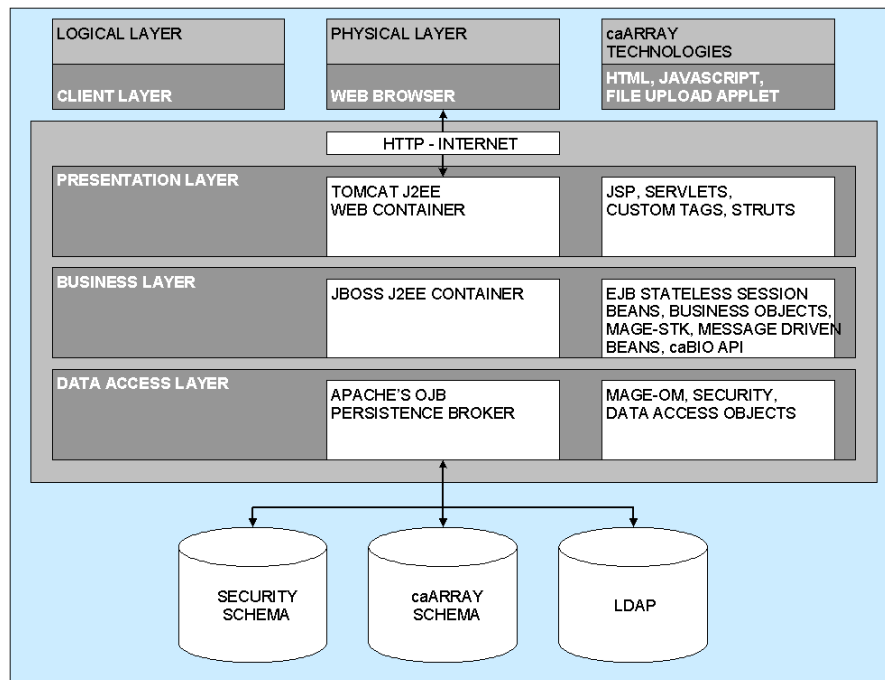 LOGICAL LAYER
CLIENT LAYER
PHYSICAL LAYER
WEB BROWSER
caARRAY
TECHNOLOGIES
HTML, JAVASCRIPT,
FILE UPLOAD APPLET
HTTP - INTERNET
PRESENTATION LAYER
TOMCAT J2EE
WEB CONTAINER
JSP, SERVLETS,
CUSTOM TAGS, STRUTS
BUSINESS LAYER
JBOSS J2EE CONTAINER
EJB STATELESS SESSION
BEANS, BUSINESS OBJECTS,
MAGE-STK, MESSAGE DRIVEN
BEANS, caBIO API
DATA ACCESS LAYER
APACHE'S OJB
PERSISTENCE BROKER
MAGE-OM, SECURITY,
DATA ACCESS OBJECTS
SECURITY
SCHEMA
caARRAY
SCHEMA
LDAP